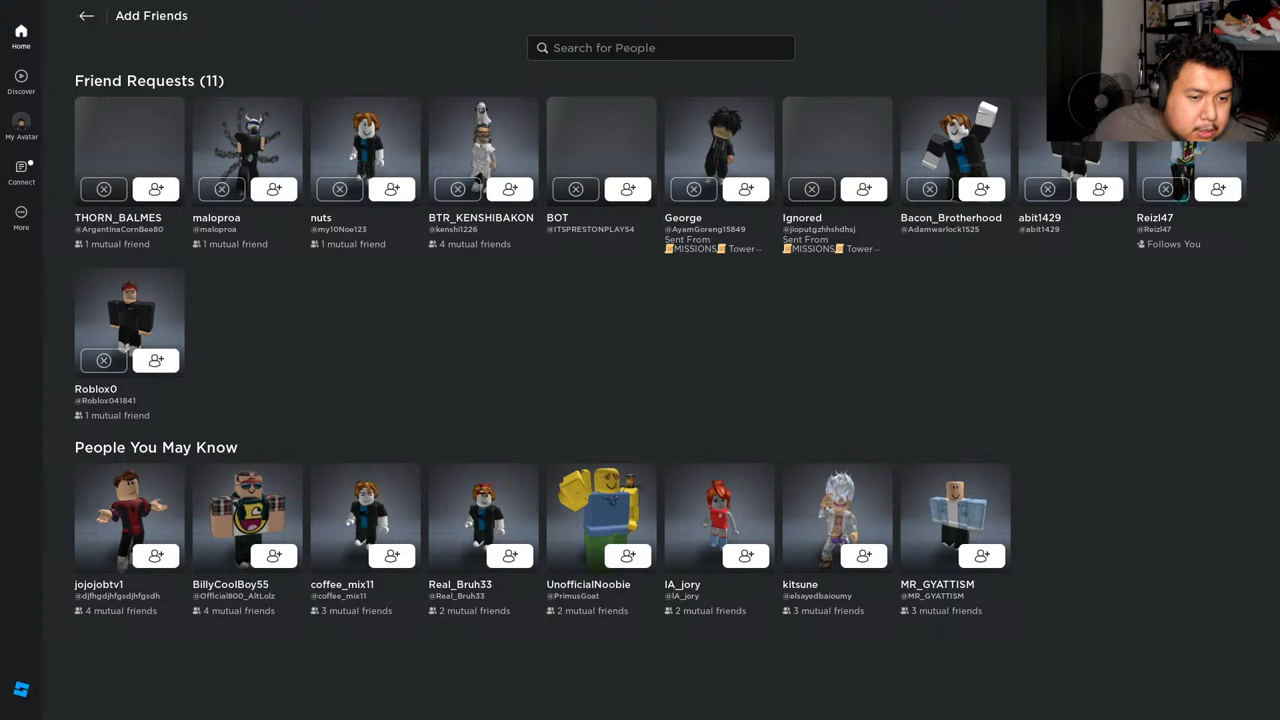 Add Friends
Home
Discover
My Avatar
Connect
More
Search for People
Friend Requests (11)
THORN_BALMES
@ArgentinaCornBee80
1 mutual friend
maloproa
@maloproa
1 mutual friend
nuts
@my10Noe123
1 mutual friend
BTR_KENSHIBAKON
@kenshi1226
4 mutual friends
BOT
@ITSPRESTONPLAYS4
George
@AyamGoreng15849
Sent From
📜MISSIONS📜 Tower...
Ignored
@jioputgzhhshdhsj
Sent From
📜MISSIONS📜 Tower...
Bacon_Brotherhood
@Adamwarlock1525
abit1429
@abit1429
Reizl47
@Reizl47
Follows You
Roblox0
@Roblox041841
1 mutual friend
People You May Know
jojojobtv1
@djfhgdjhfgsdjhfgsdh
4 mutual friends
BillyCoolBoy55
@Official800_AltLolz
4 mutual friends
coffee_mix11
@coffee_mix11
3 mutual friends
Real_Bruh33
@Real_Bruh33
2 mutual friends
UnofficialNoobie
@PrimusGoat
2 mutual friends
lA_jory
@lA_jory
2 mutual friends
kitsune
@elsayedbaioumy
3 mutual friends
MR_GYATTISM
@MR_GYATTISM
3 mutual friends